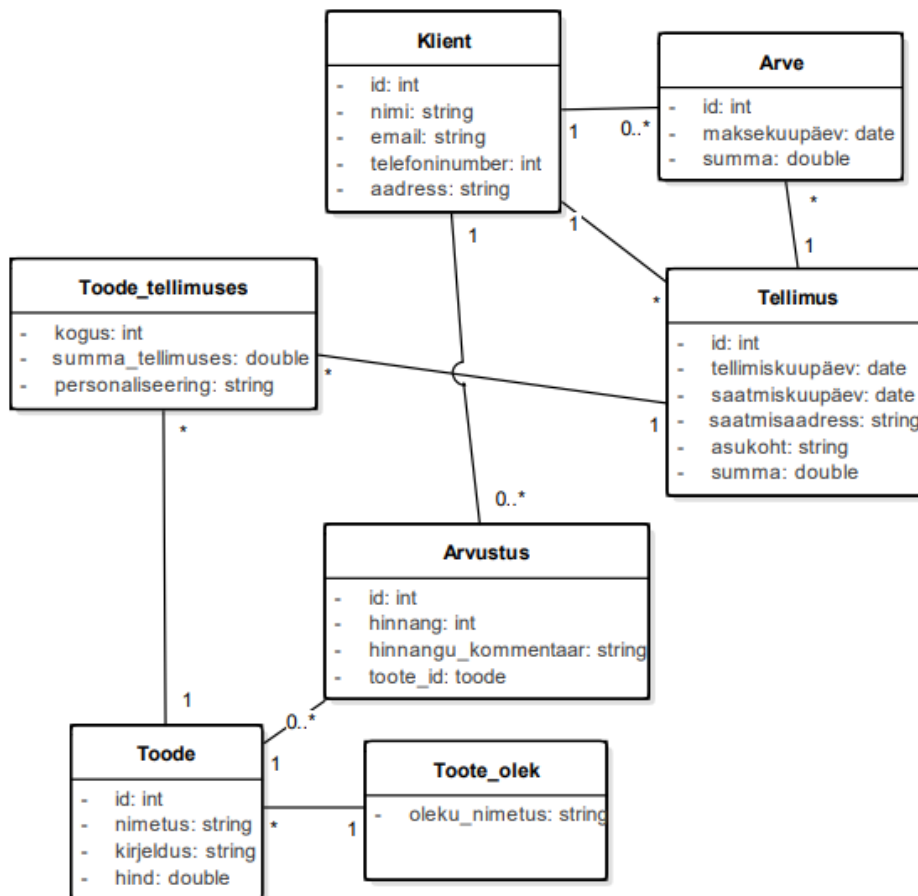 Klient
- id: int
- nimi: string
- email: string
- telefoninumber: int
- aadress: string
Arve
- id: int
- maksekuupäev: date
- summa: double
1
0..*
*
1
1
*
1
Toode_tellimuses
- kogus: int
- summa_tellimuses: double
- personaliseering: string
Tellimus
- id: int
- tellimiskuupäev: date
- saatmiskuupäev: date
- saatmisaadress: string
- asukoht: string
- summa: double
*
1
*
0..*
Arvustus
- id: int
- hinnang: int
- hinnangu_kommentaar: string
- toote_id: toode
1
0..*
1
Toode
- id: int
- nimetus: string
- kirjeldus: string
- hind: double
*
1
Toote_olek
- oleku_nimetus: string